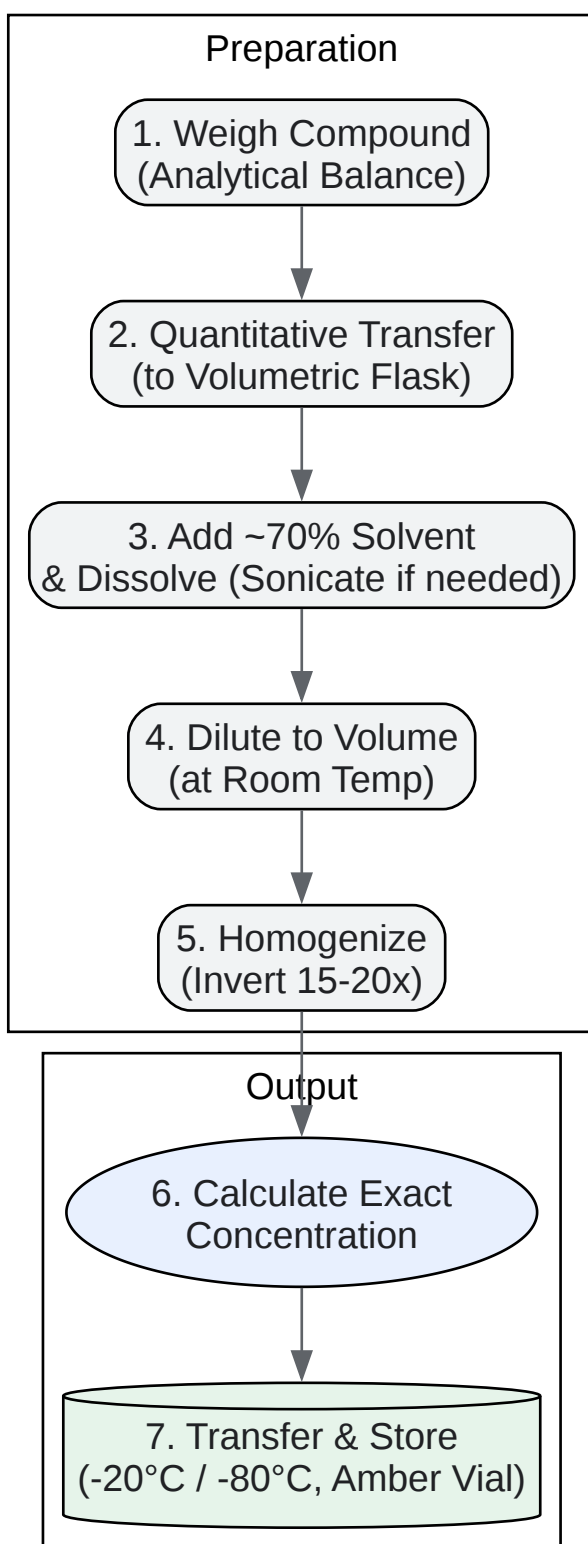 Preparation
1. Weigh Compound
(Analytical Balance)
2. Quantitative Transfer
(to Volumetric Flask)
3. Add ~70% Solvent
& Dissolve (Sonicate if needed)
4. Dilute to Volume
(at Room Temp)
5. Homogenize
(Invert 15-20x)
Output
6. Calculate Exact
Concentration
7. Transfer & Store
(-20°C / -80°C, Amber Vial)